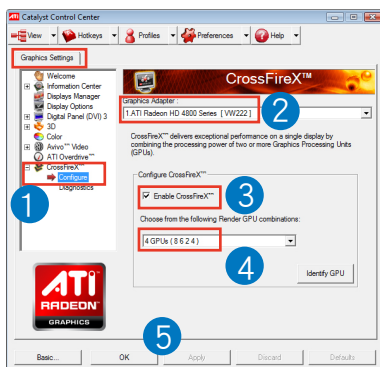 Catalyst Control Center
View Hotkeys Profiles Preferences Help
Graphics Settings
Welcome
Information Center
Displays Manager
Display Options
Digital Panel (DVI) 3
3D
Color
Avivo™ Video
ATI Overdrive™
CrossFireX™
Configure
Diagnostics
1
ATI
RADEON
GRAPHICS
CrossFireX™
Graphics Adapter :
1.ATI Radeon HD 4800 Series [ VW222 ]
2
CrossFireX™ delivers exceptional performance on a single display by
combining the processing power of two or more Graphics Processing Units
(GPUs).
Configure CrossFireX™
Enable CrossFireX™
3
Choose from the following Render GPU combinations:
4 GPUs ( 8 6 2 4 )
4
Identify GPU
5
Basic... OK Apply Discard Defaults